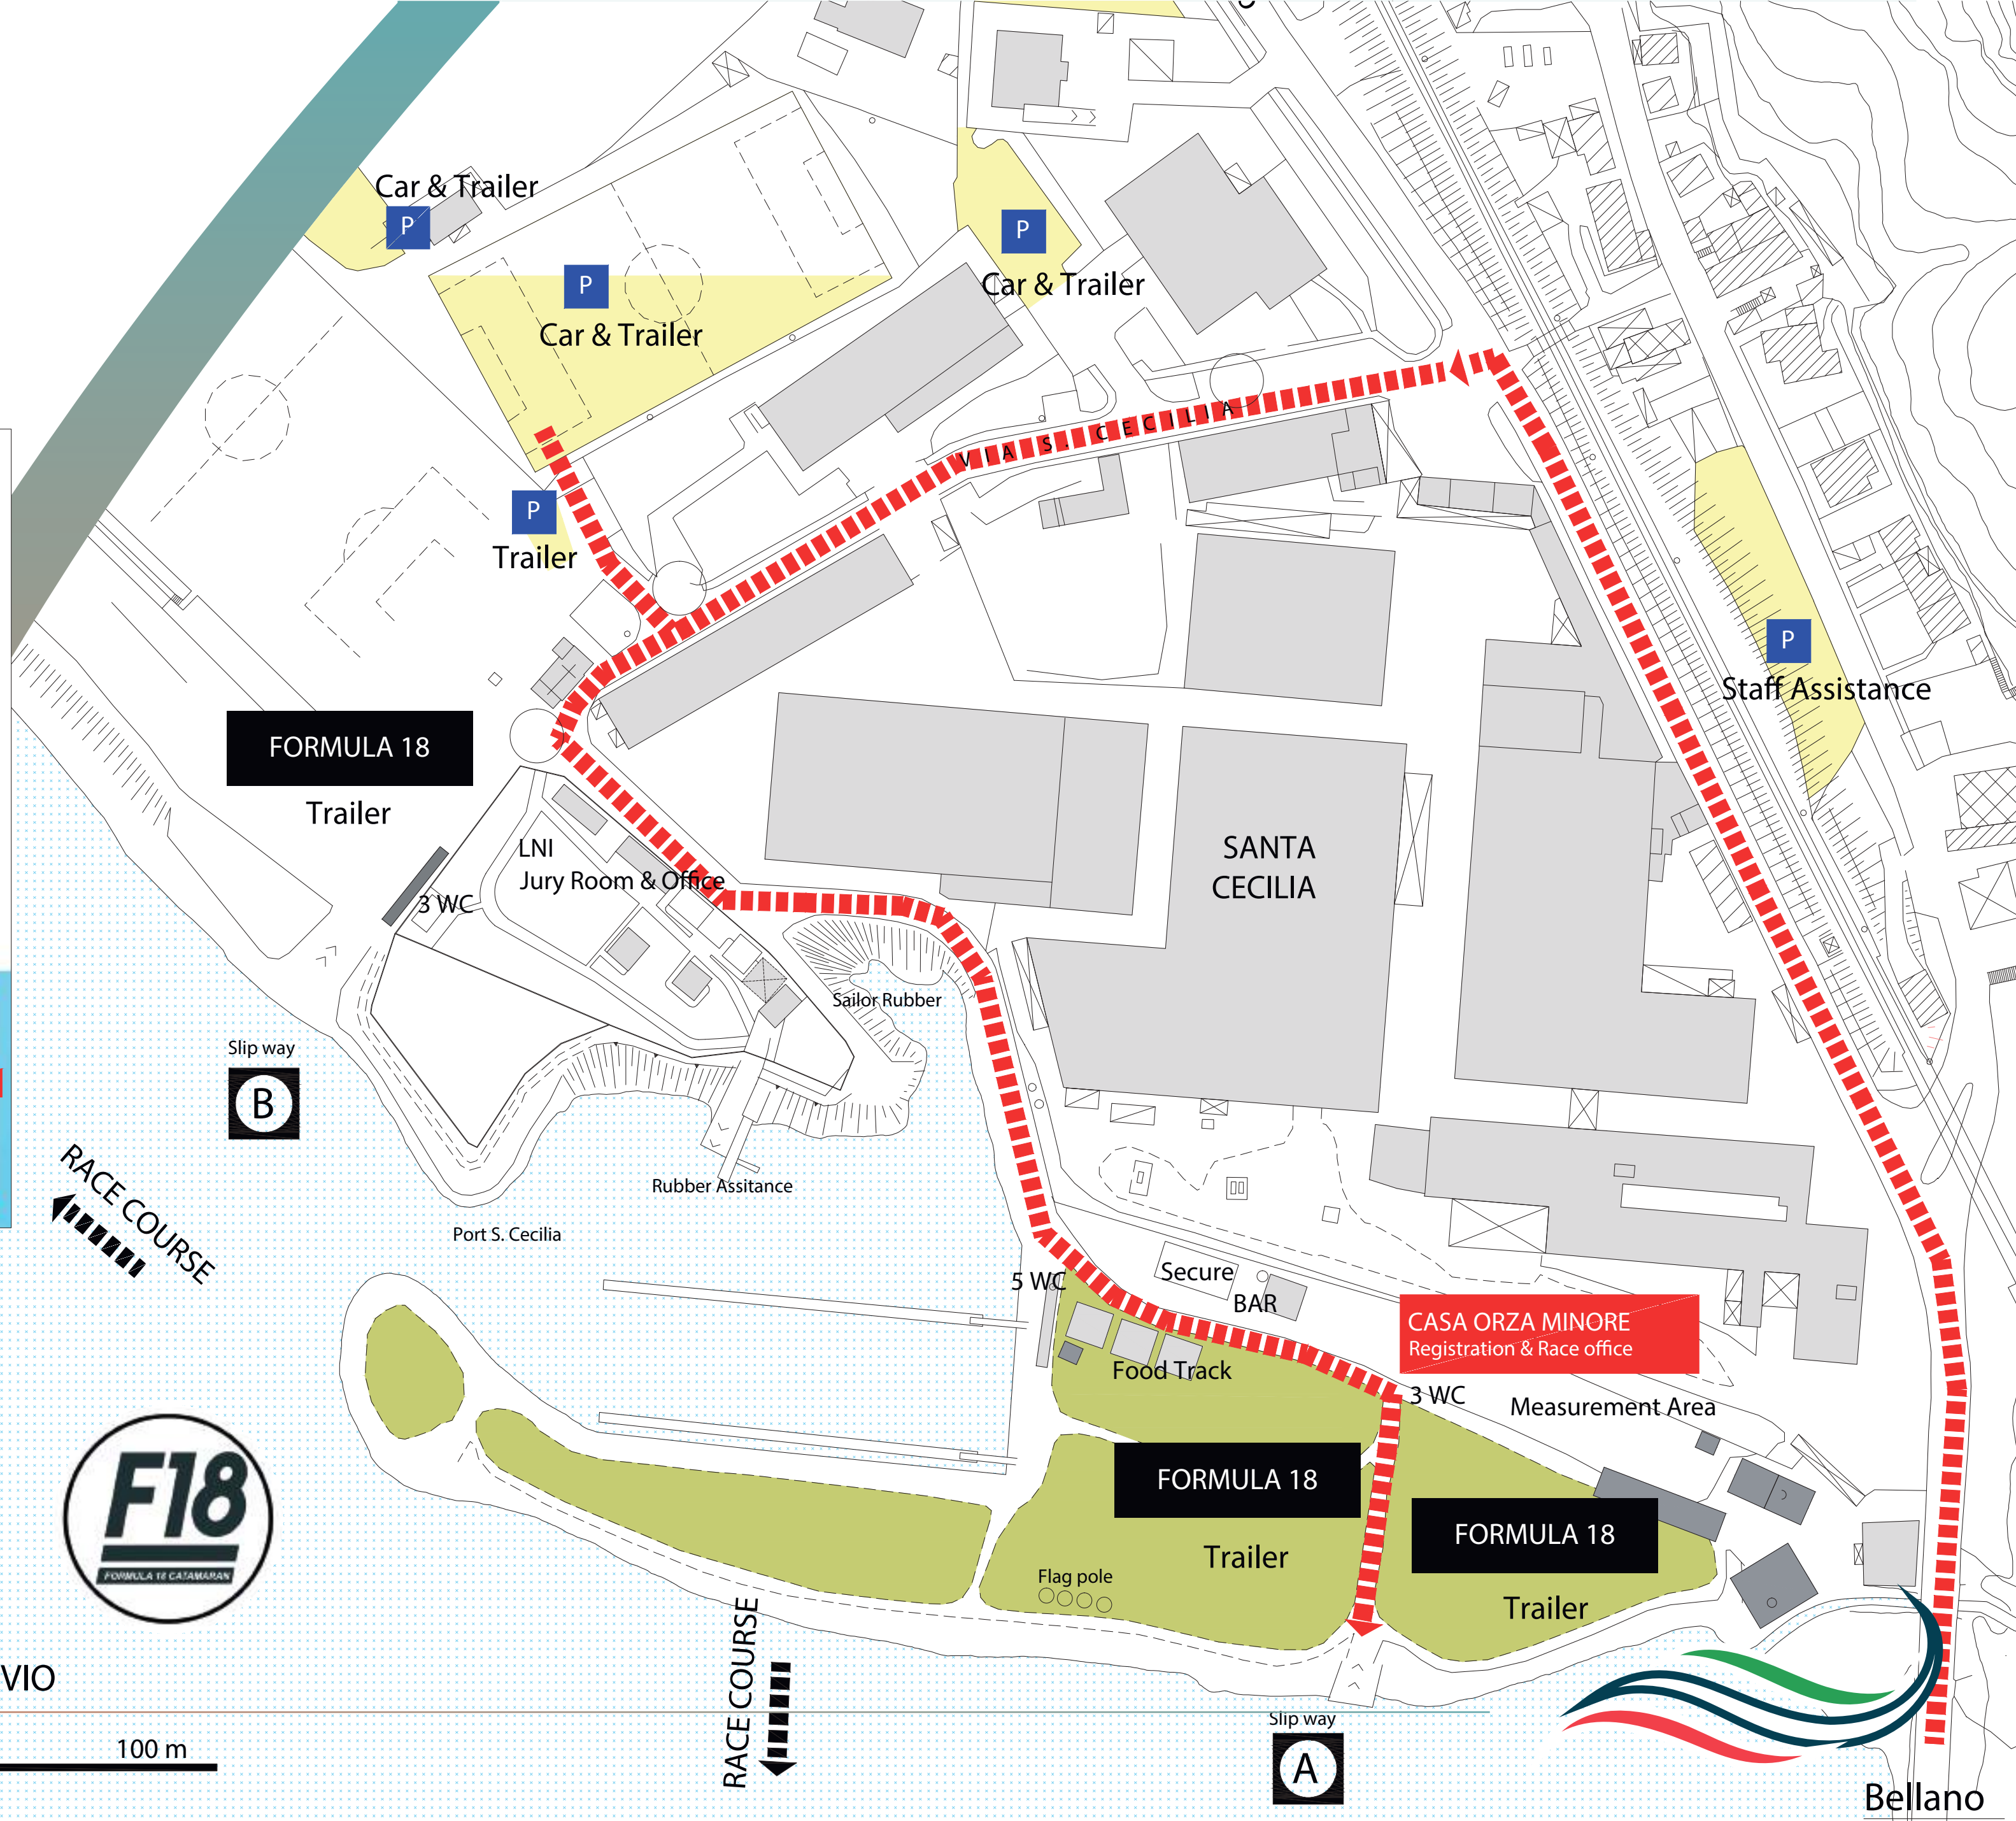 Car & Trailer
P
P
Car & Trailer
P
Car & Trailer
VIA S. CECILIA
P
Trailer
P
Staff Assistance
FORMULA 18
Trailer
LNI
Jury Room & Office
3 WC
SANTA
CECILIA
Sailor Rubber
Slip way
B
RACE COURSE
Rubber Assitance
Port S. Cecilia
5 WC
Secure
BAR
CASA ORZA MINORE
Registration & Race office
Food Track
3 WC
Measurement Area
FORMULA 18
Trailer
FORMULA 18
Trailer
Flag pole
F18
FORMULA 18 CATAMARAN
RACE COURSE
VIO
100 m
Slip way
A
Bellano